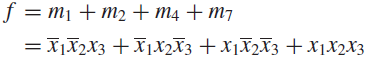 f = m₁ + m₂ + m₄ + m₇
= x̅₁x̅₂x₃ + x̅₁x₂x̅₃ + x₁x̅₂x̅₃ + x₁x₂x₃